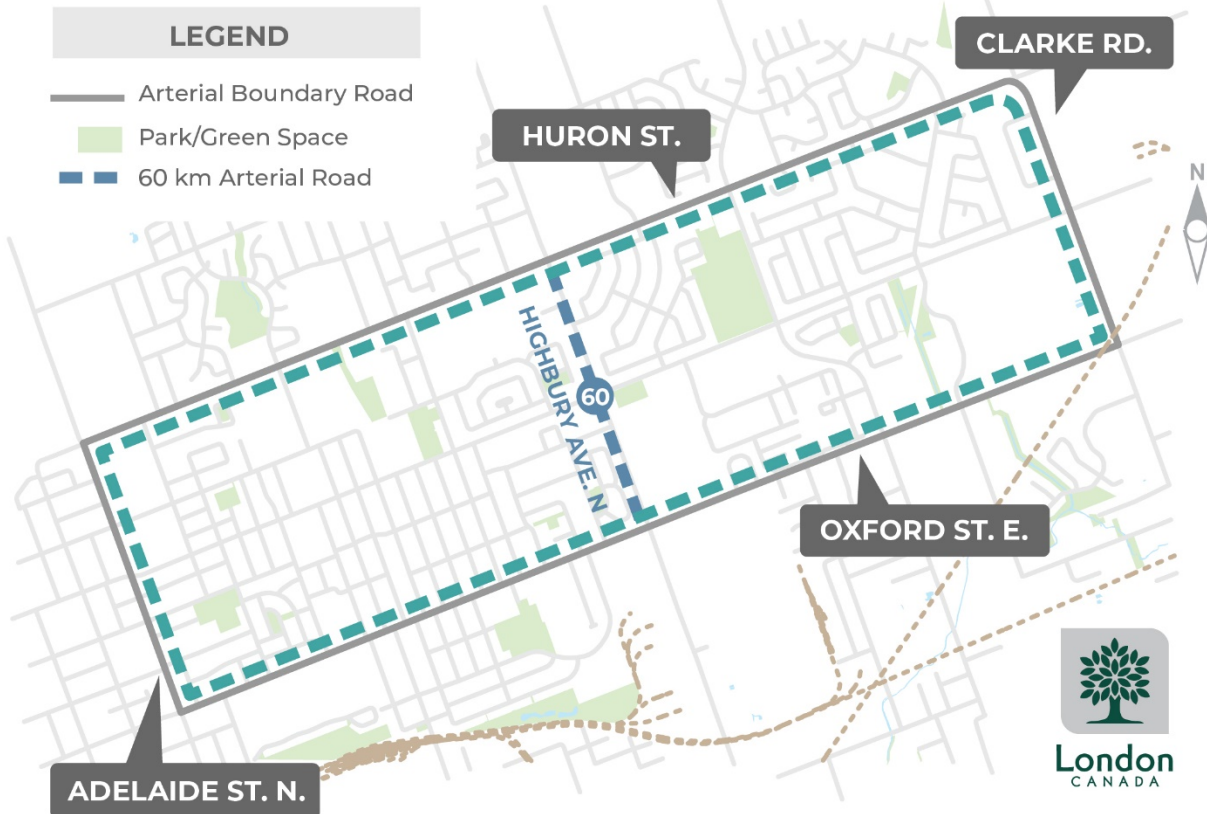 LEGEND
Arterial Boundary Road
Park/Green Space
60 km Arterial Road
CLARKE RD.
HURON ST.
N
HIGHBURY AVE. N
60
OXFORD ST. E.
ADELAIDE ST. N.
London
CANADA